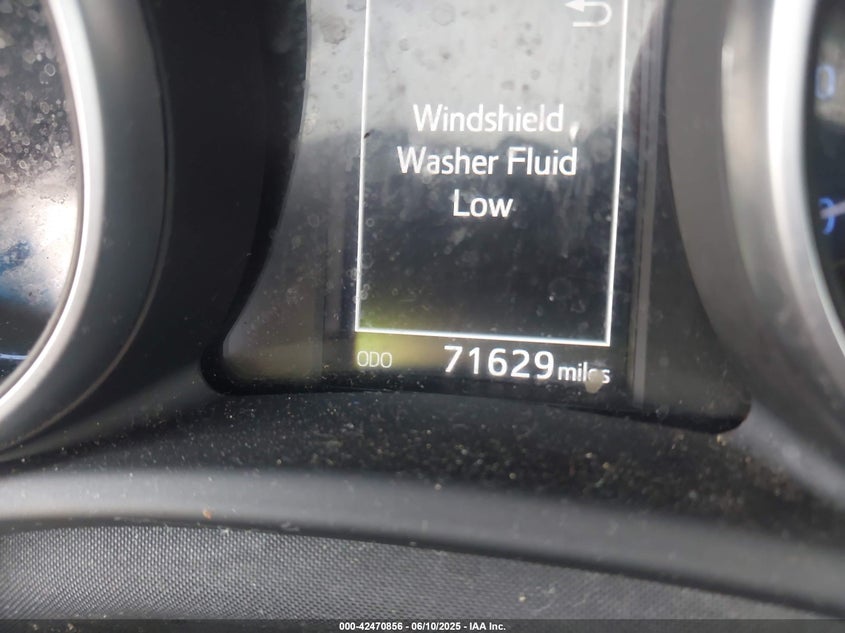 Windshield
Washer Fluid
Low
ODO 71629 miles
000-42470856 - 06/10/2025 - IAA Inc.